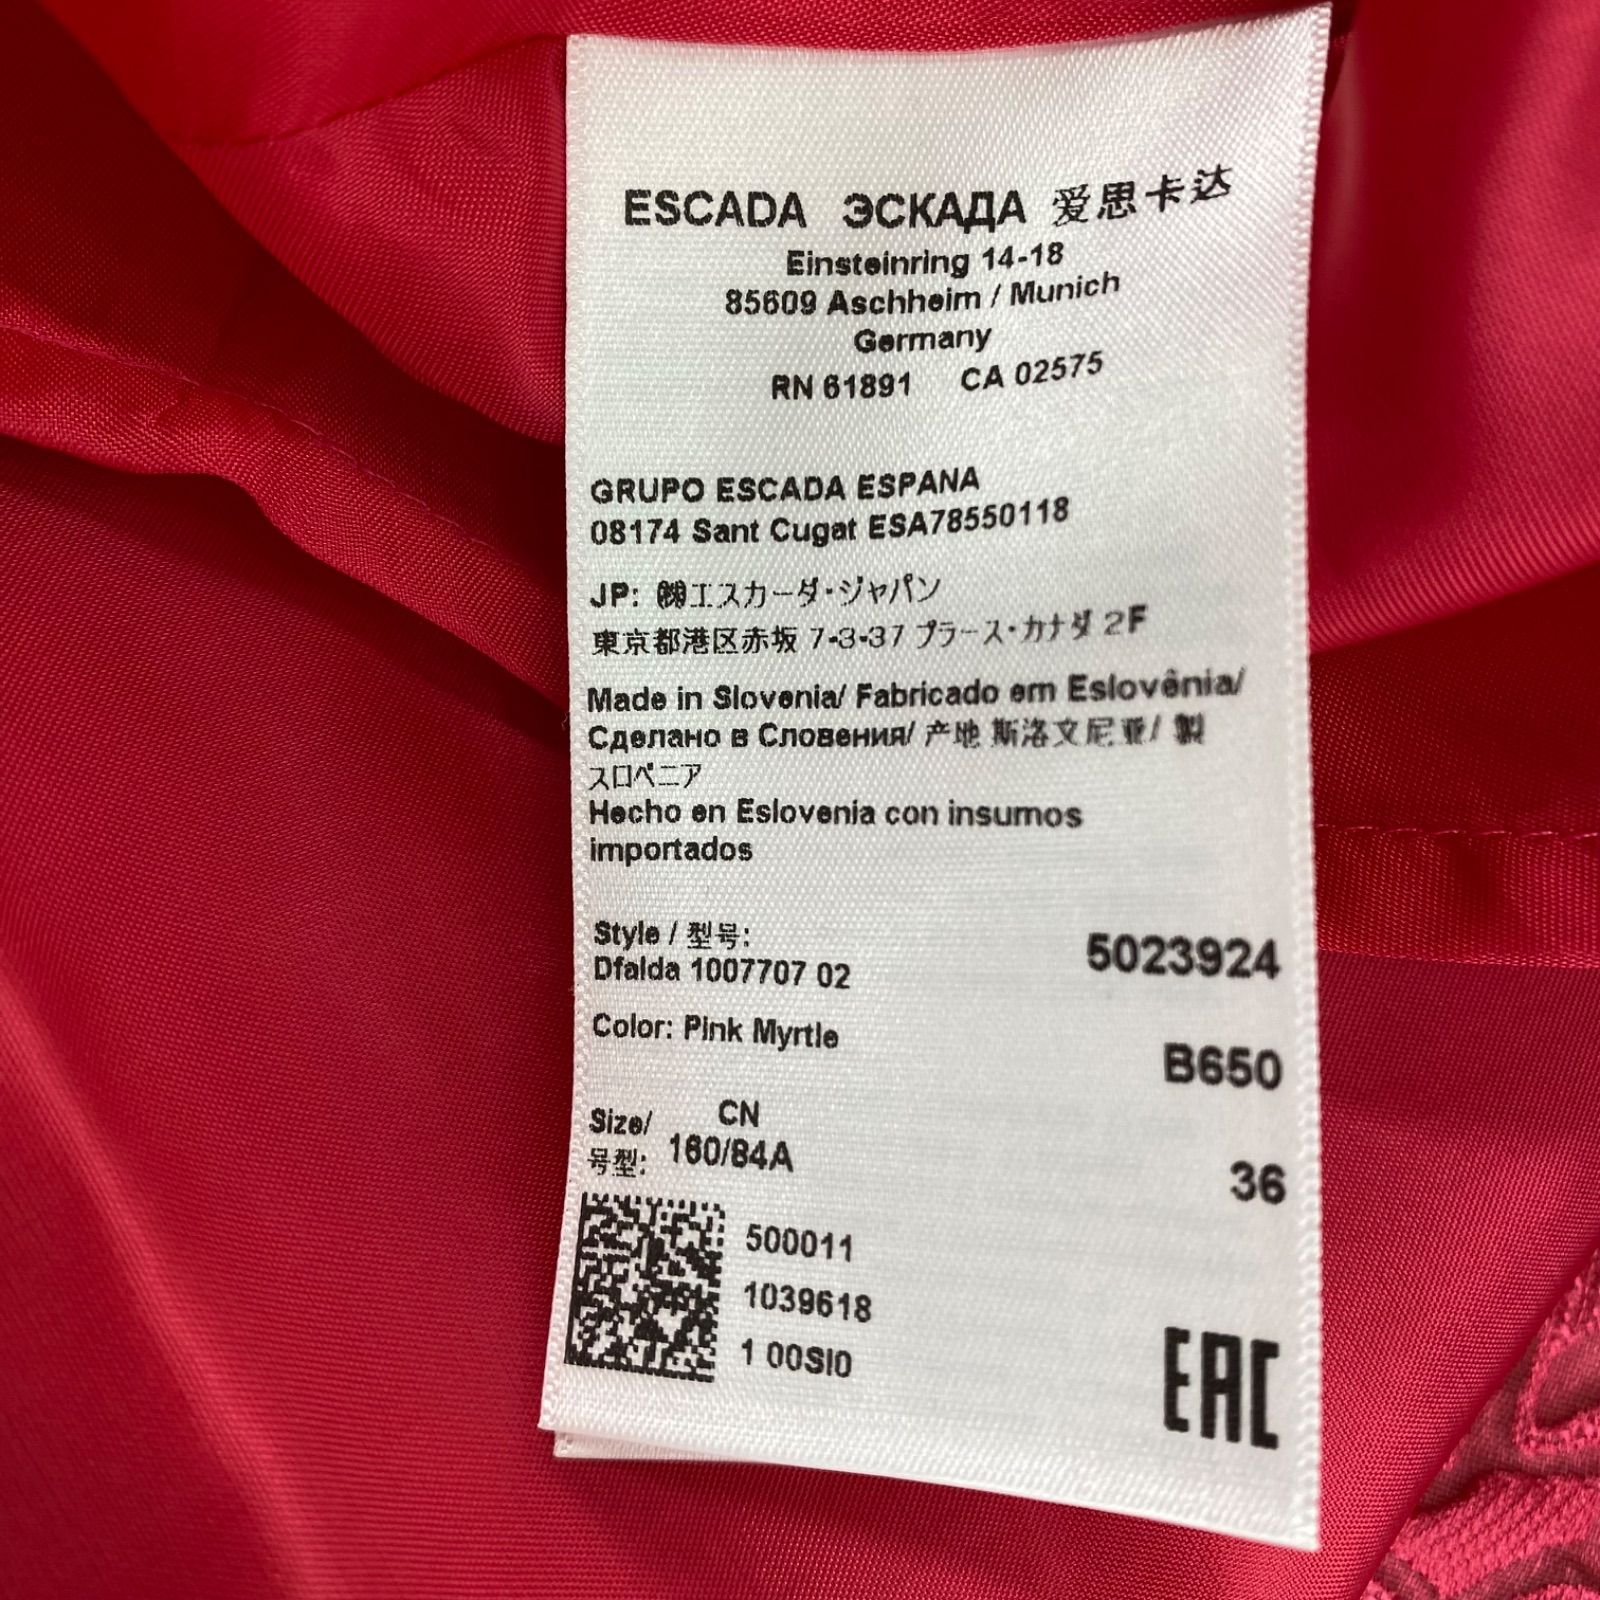 ESCADA ЭСКАДА 爱思卡达
Einsteinring 14-18
85609 Aschheim / Munich
Germany
RN 61891 CA 02575
GRUPO ESCADA ESPANA
08174 Sant Cugat ESA78550118
JP: ㈱エスカーダ・ジャパン
東京都港区赤坂 7-3-37 プラース・カナダ 2F
Made in Slovenia/ Fabricado em Eslovênia/
Сделано в Словения/ 产地 斯洛文尼亚/ 製
スロベニア
Hecho en Eslovenia con insumos
importados
Style / 型号:
Dfalda 1007707 02 5023924
Color: Pink Myrtle B650
Size/ CN
号型: 160/84A 36
500011
1039618
1 00SI0
EAC